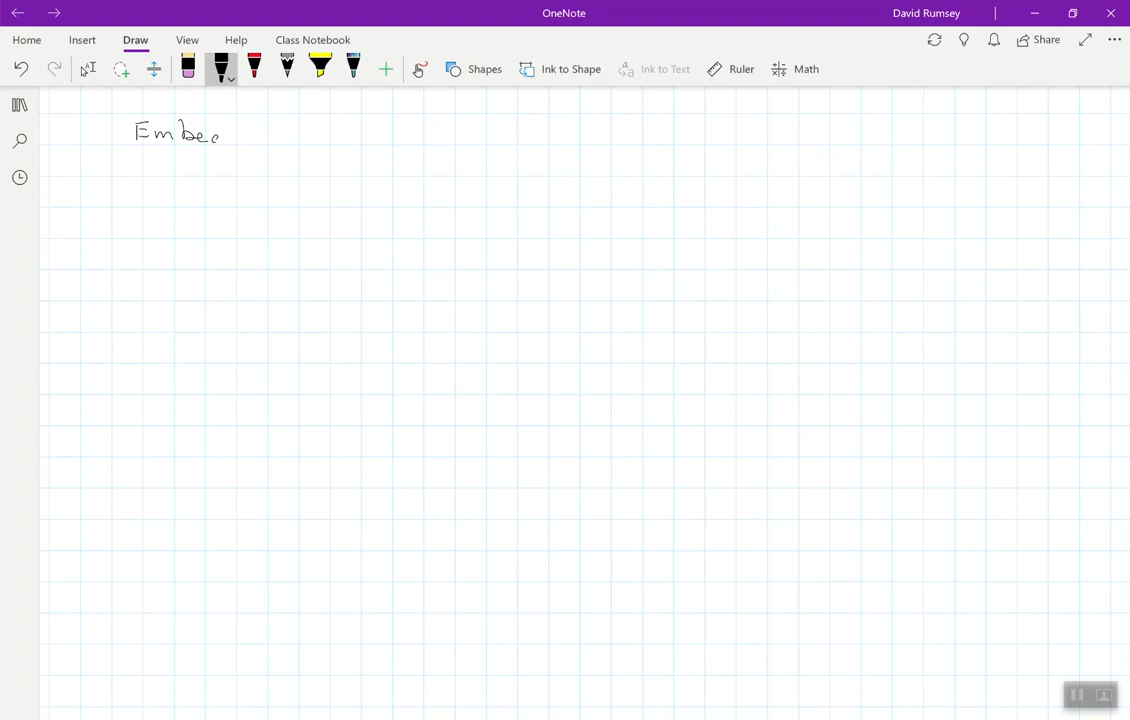 OneNote
David Rumsey
Home Insert Draw View Help Class Notebook
Share
Shapes Ink to Shape Ink to Text Ruler Math
Embec